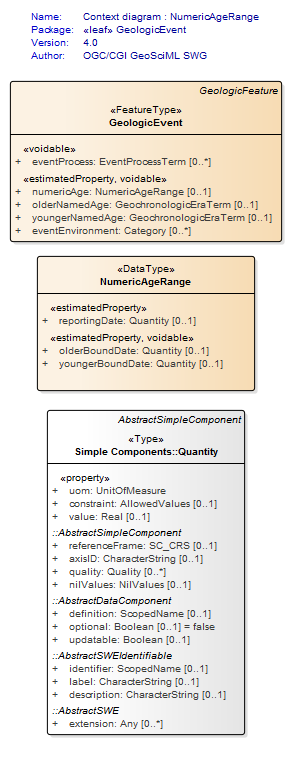 Name: Context diagram : NumericAgeRange
Package: «leaf» GeologicEvent
Version: 4.0
Author: OGC/CGI GeoSciML SWG
GeologicFeature
«FeatureType»
GeologicEvent
«voidable»
+ eventProcess: EventProcessTerm [0..*]
«estimatedProperty, voidable»
+ numericAge: NumericAgeRange [0..1]
+ olderNamedAge: GeochronologicEraTerm [0..1]
+ youngerNamedAge: GeochronologicEraTerm [0..1]
+ eventEnvironment: Category [0..*]
«DataType»
NumericAgeRange
«estimatedProperty»
+ reportingDate: Quantity [0..1]
«estimatedProperty, voidable»
+ olderBoundDate: Quantity [0..1]
+ youngerBoundDate: Quantity [0..1]
AbstractSimpleComponent
«Type»
Simple Components::Quantity
«property»
+ uom: UnitOfMeasure
+ constraint: AllowedValues [0..1]
+ value: Real [0..1]
::AbstractSimpleComponent
+ referenceFrame: SC_CRS [0..1]
+ axisID: CharacterString [0..1]
+ quality: Quality [0..*]
+ nilValues: NilValues [0..1]
::AbstractDataComponent
+ definition: ScopedName [0..1]
+ optional: Boolean [0..1] = false
+ updatable: Boolean [0..1]
::AbstractSWEIdentifiable
+ identifier: ScopedName [0..1]
+ label: CharacterString [0..1]
+ description: CharacterString [0..1]
::AbstractSWE
+ extension: Any [0..*]